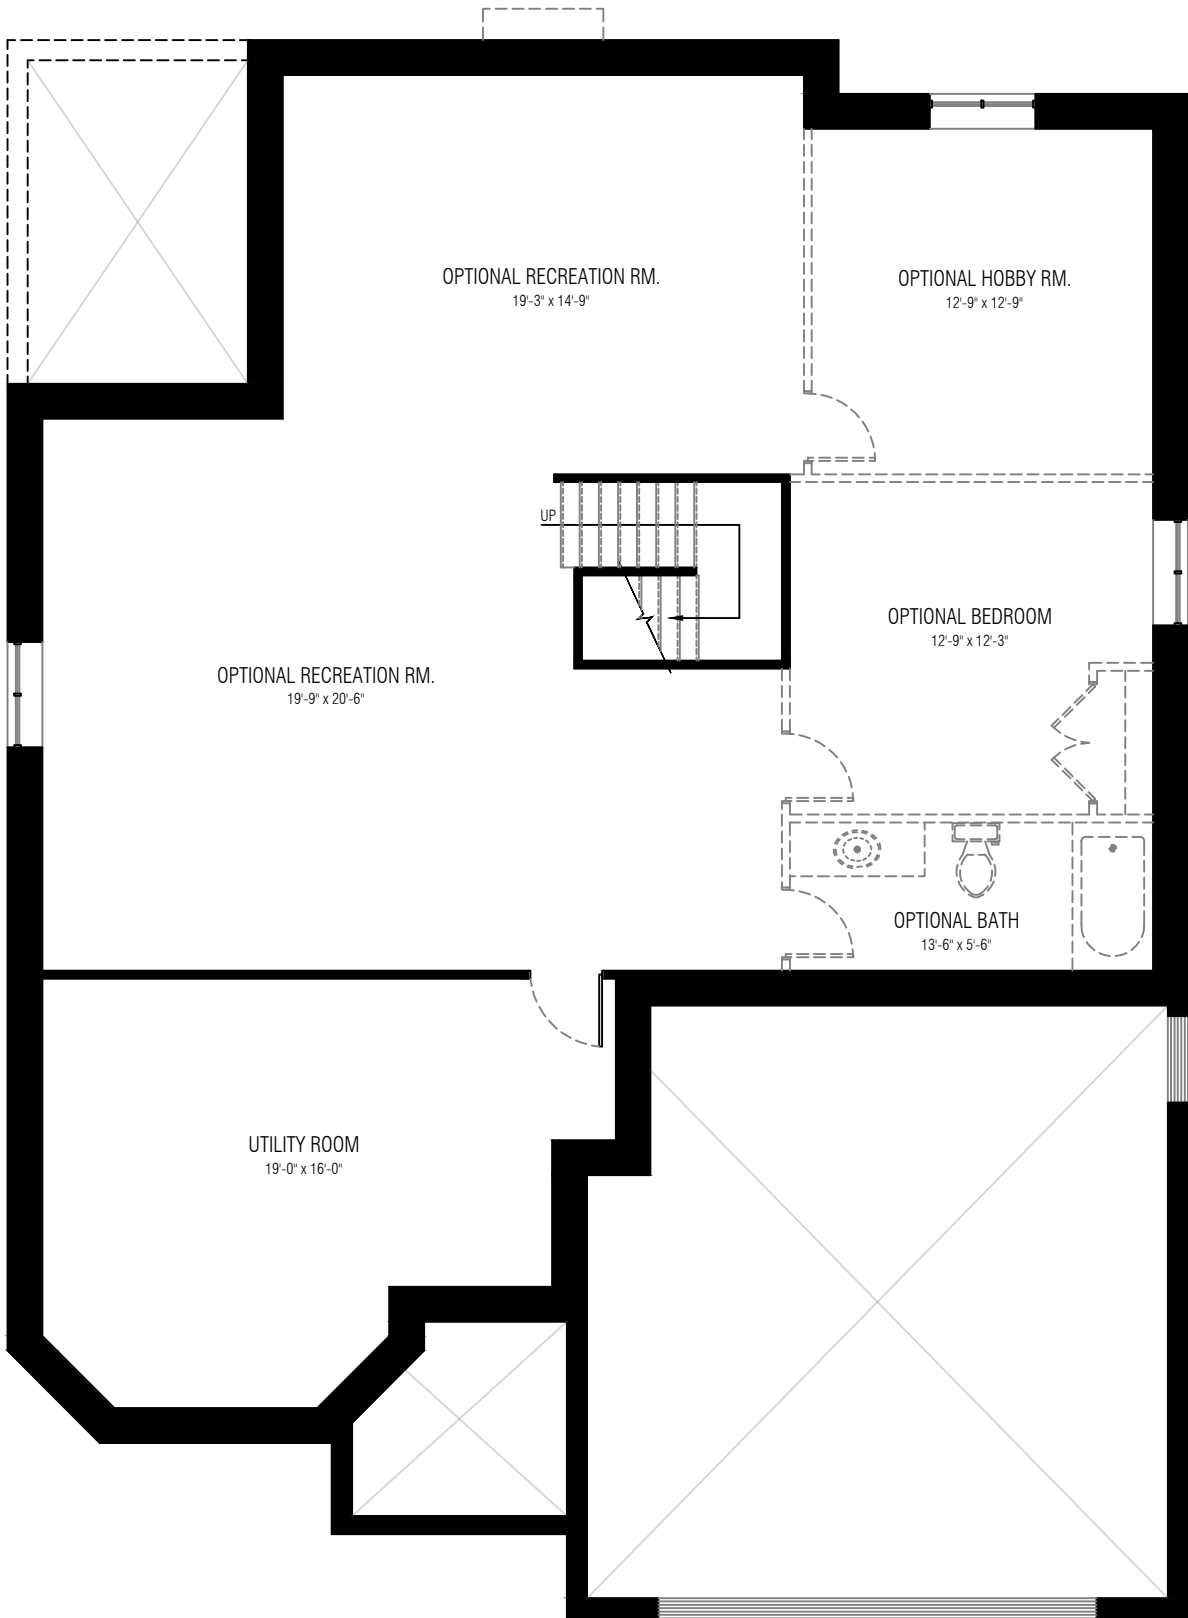 OPTIONAL RECREATION RM.
19'-3" x 14'-9"
OPTIONAL HOBBY RM.
12'-9" x 12'-9"
UP
OPTIONAL BEDROOM
12'-9" x 12'-3"
OPTIONAL RECREATION RM.
19'-9" x 20'-6"
OPTIONAL BATH
13'-6" x 5'-6"
UTILITY ROOM
19'-0" x 16'-0"